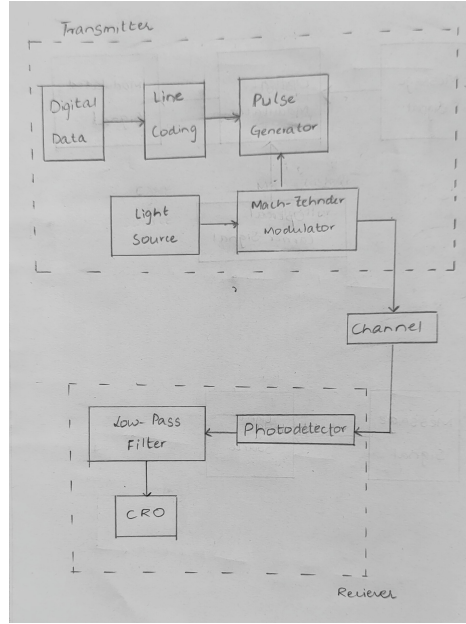 Transmitter
Digital
Data
Line
Coding
Pulse
Generator
Light
Source
Mach-Zehnder
Modulator
Channel
Photodetector
Low-Pass
Filter
CRO
Reciever